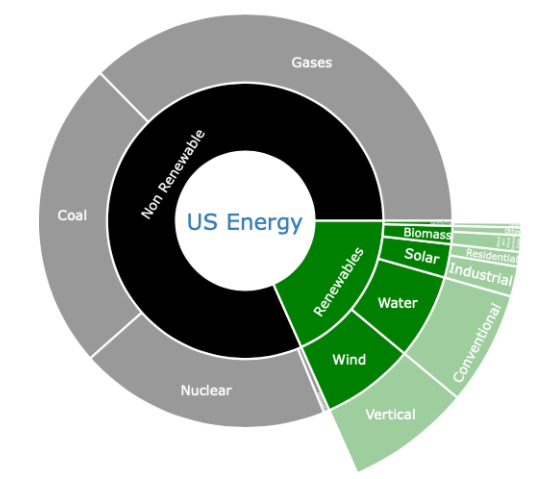 Gases
Non Renewable
Coal
US Energy
Biomass
Solar
Residential
Renewables
Industrial
Water
Conventional
Wind
Nuclear
Vertical